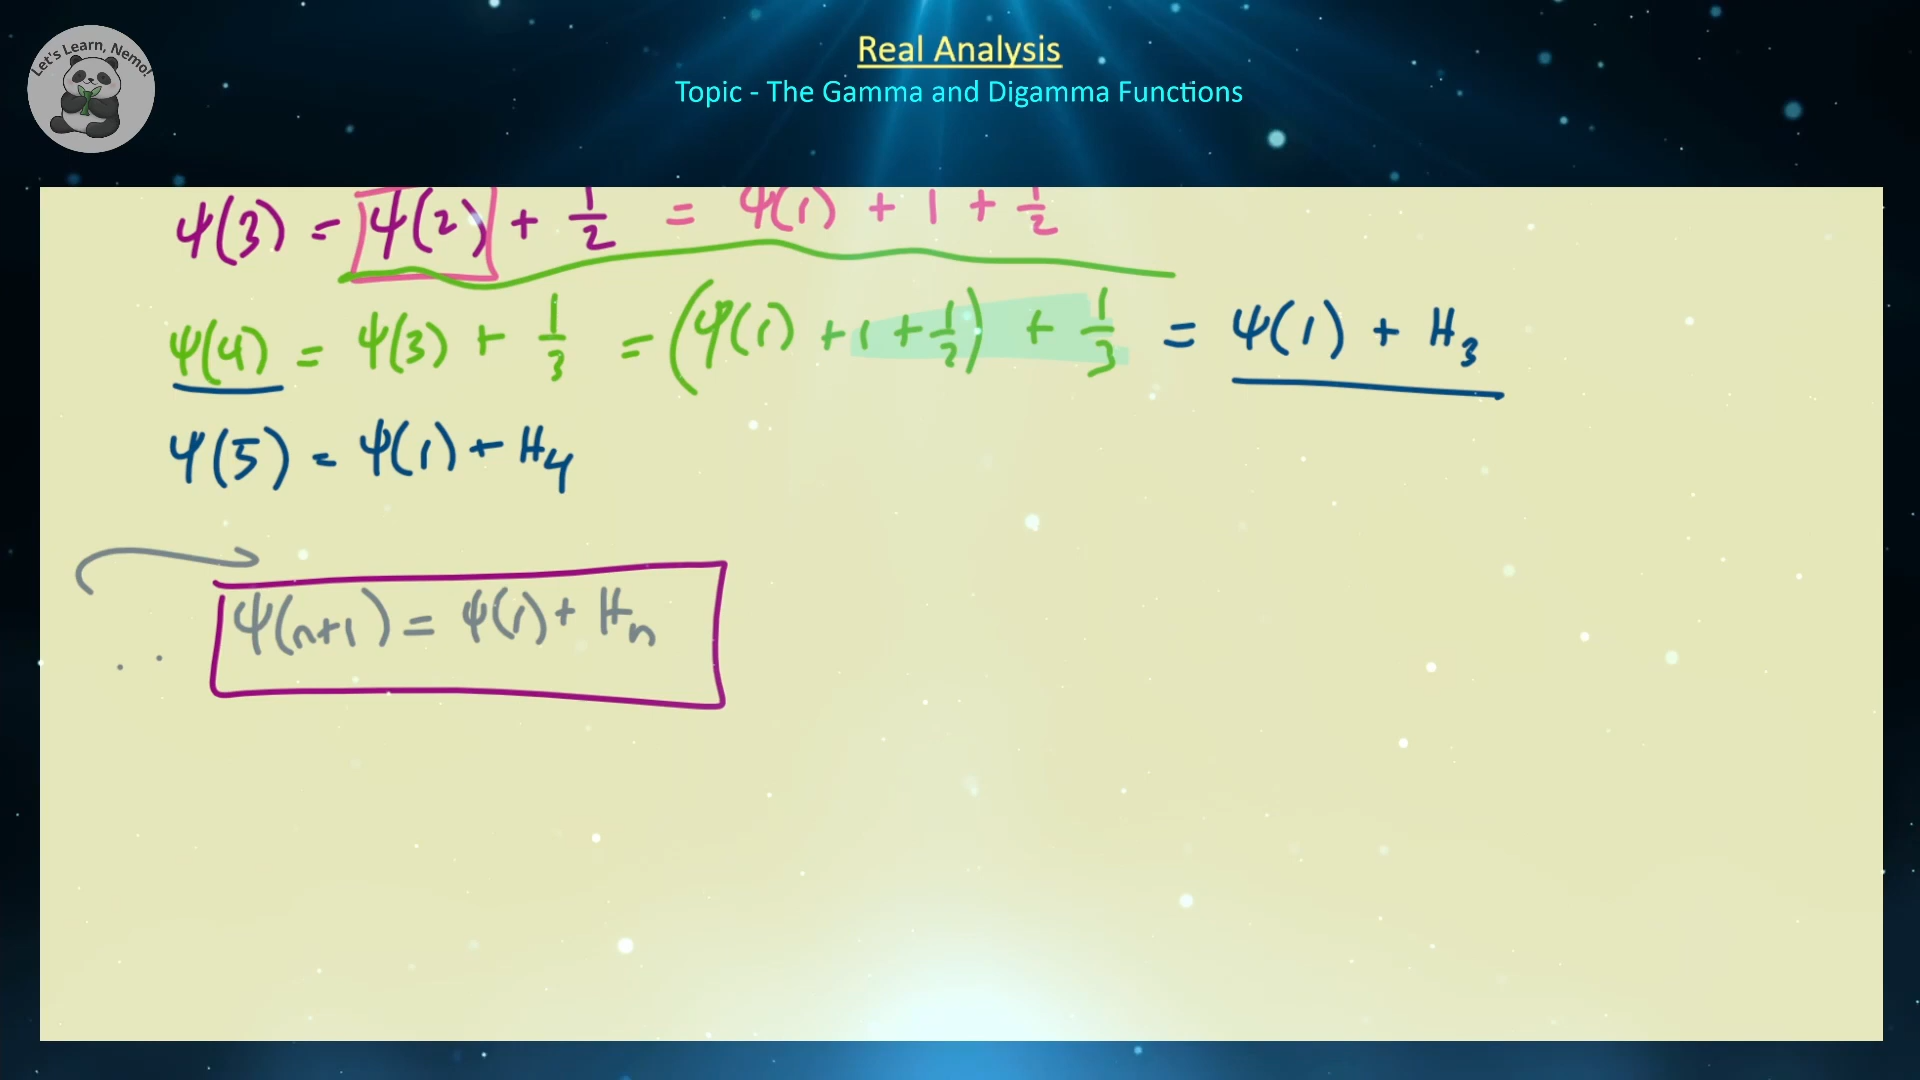 Let's Learn, Nemo!
Real Analysis
Topic - The Gamma and Digamma Functions
ψ(3) = ψ(2) + 1/2 = ψ(1) + 1 + 1/2
ψ(4) = ψ(3) + 1/3 = (ψ(1) + 1 + 1/2) + 1/3 = ψ(1) + H₃
ψ(5) = ψ(1) + H₄
ψ(n+1) = ψ(1) + Hₙ